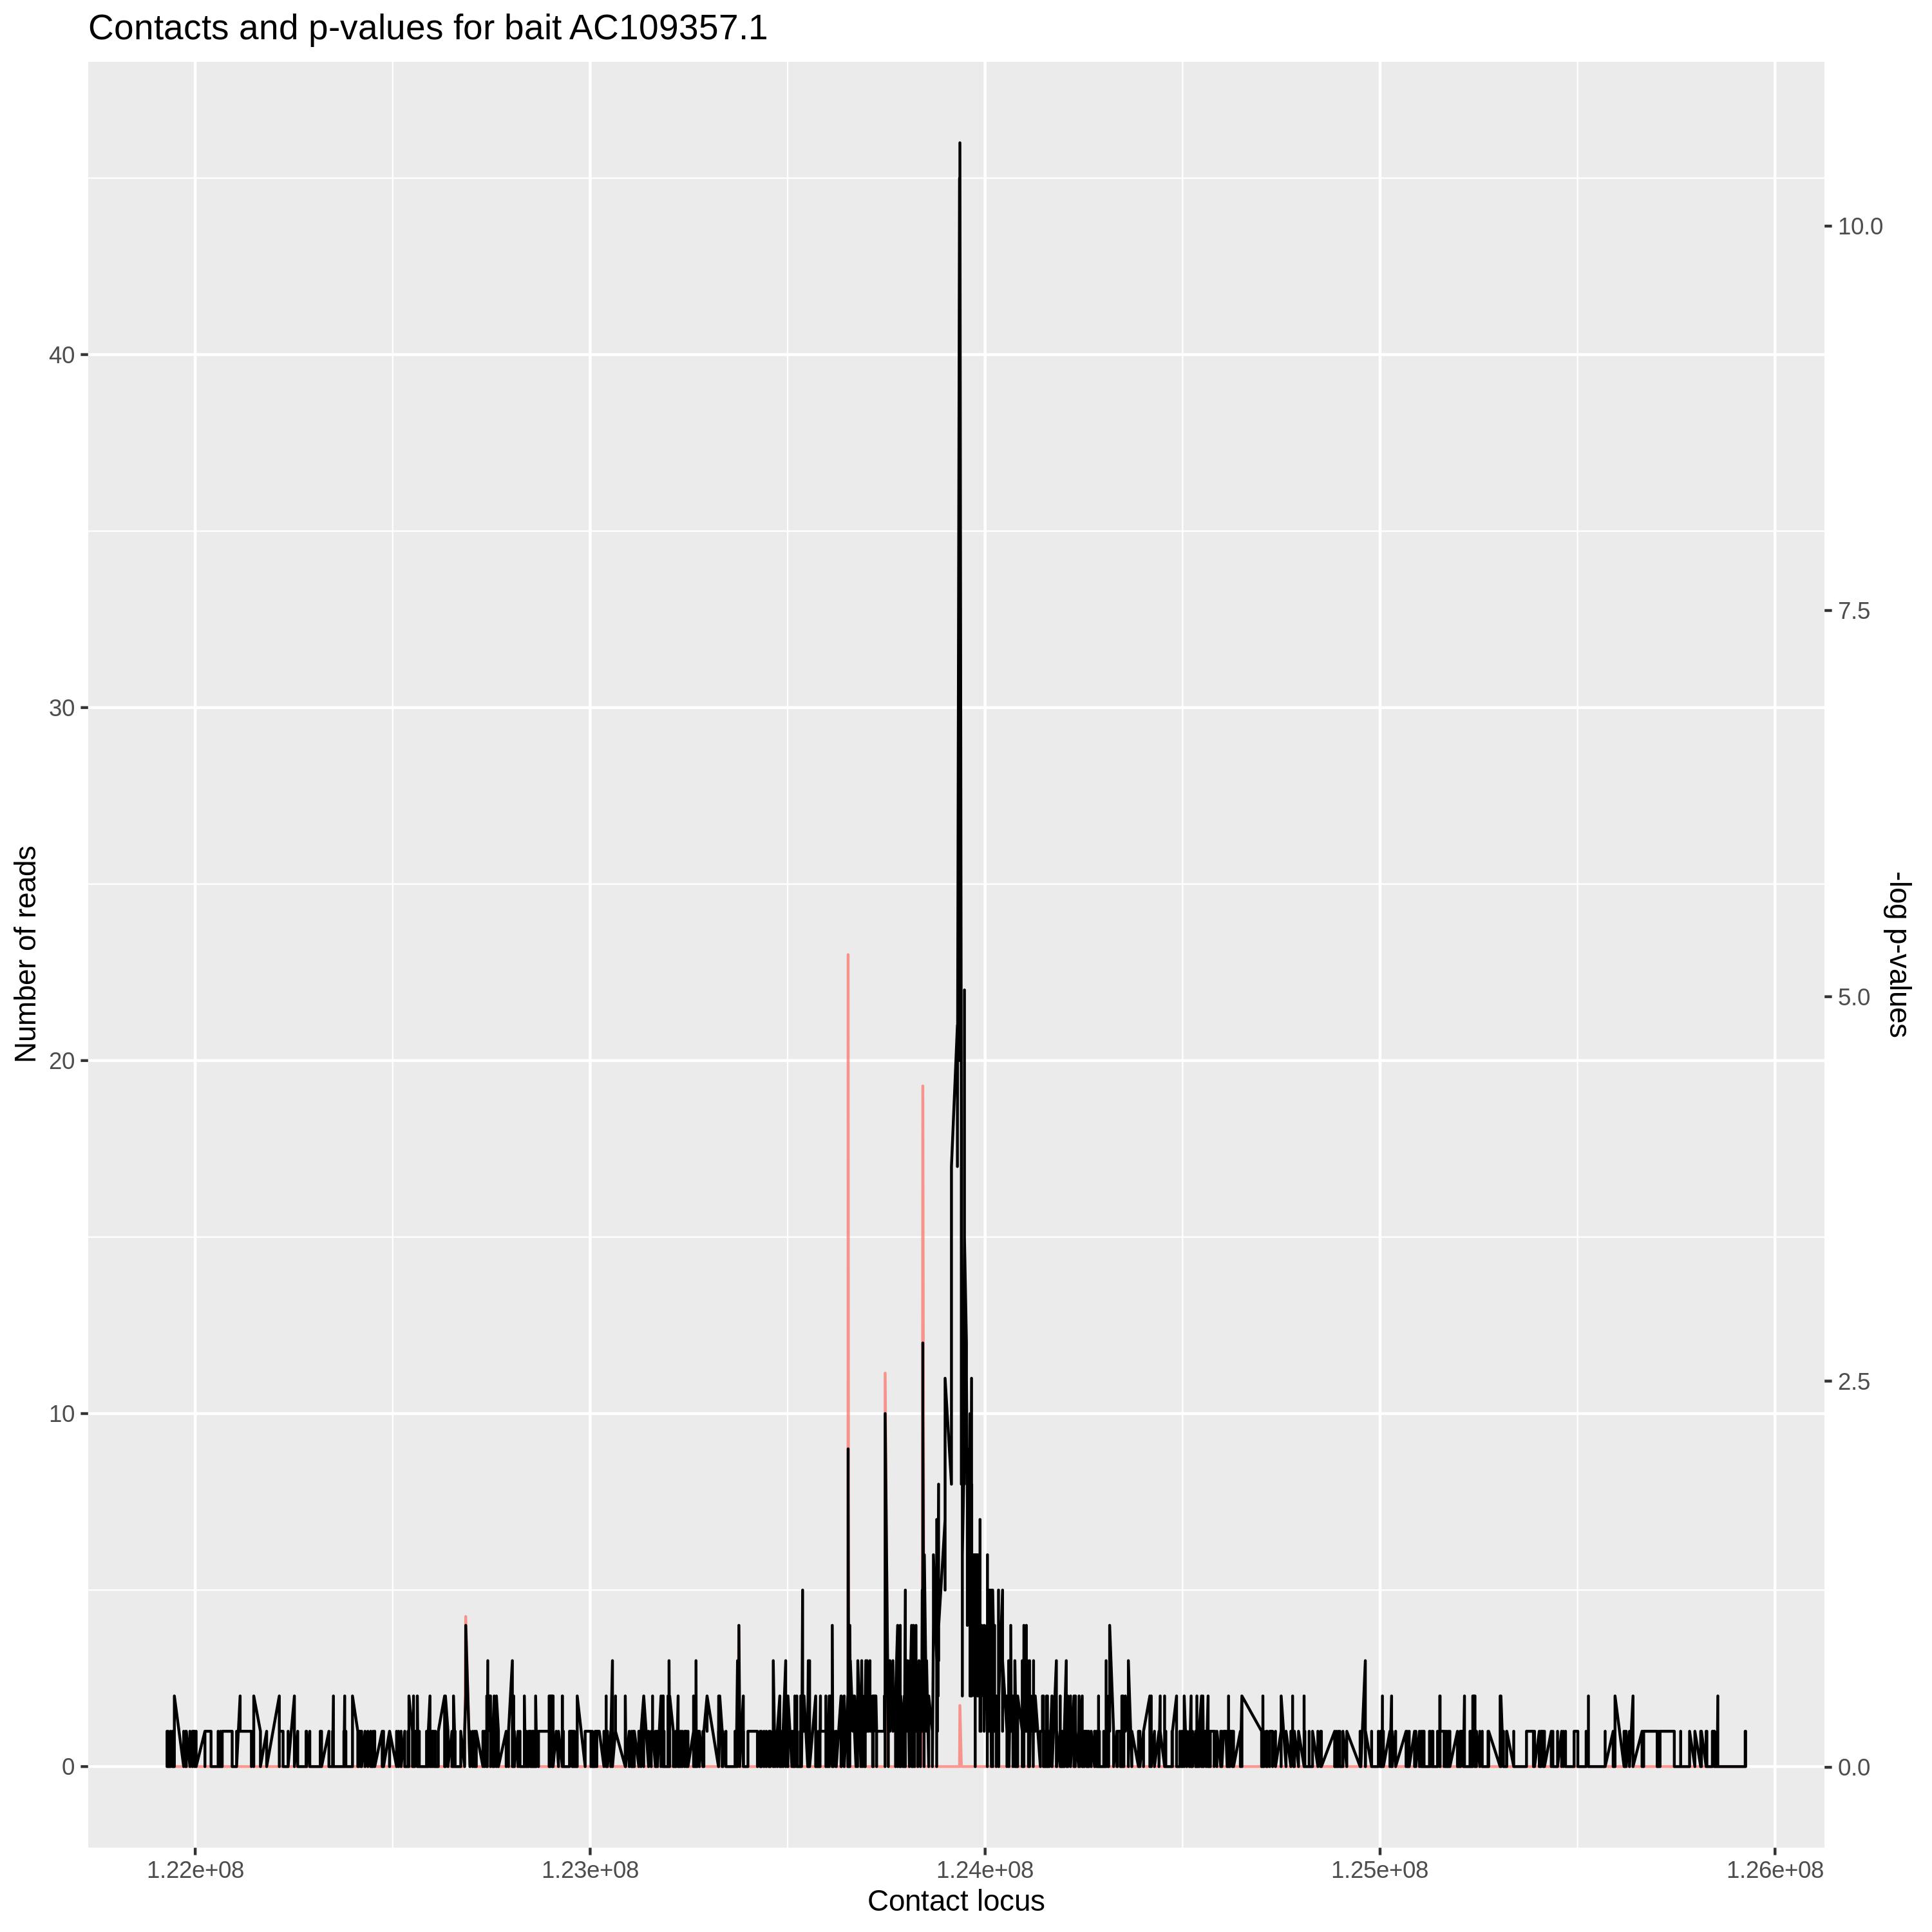 Contacts and p-values for bait AC109357.1
Number of reads
40
30
20
10
0
10.0
7.5
5.0
2.5
0.0
-log p-values
1.22e+08
1.23e+08
1.24e+08
1.25e+08
1.26e+08
Contact locus